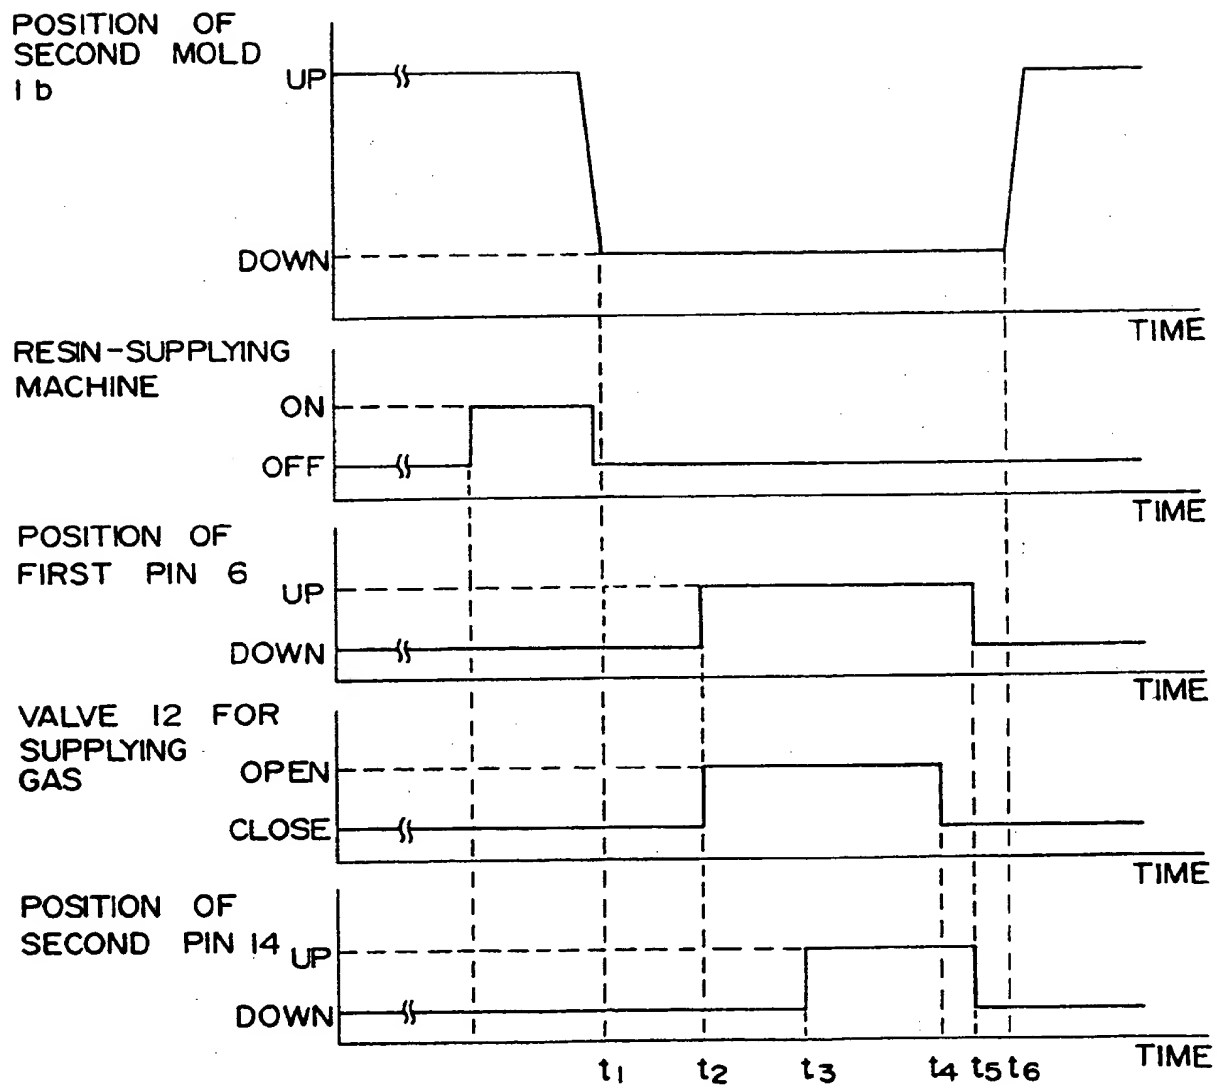 POSITION OF
SECOND MOLD
1b
UP
DOWN
TIME
RESIN-SUPPLYING
MACHINE
ON
OFF
TIME
POSITION OF
FIRST PIN 6
UP
DOWN
TIME
VALVE 12 FOR
SUPPLYING
GAS
OPEN
CLOSE
TIME
POSITION OF
SECOND PIN 14
UP
DOWN
TIME
t1 t2 t3 t4 t5 t6